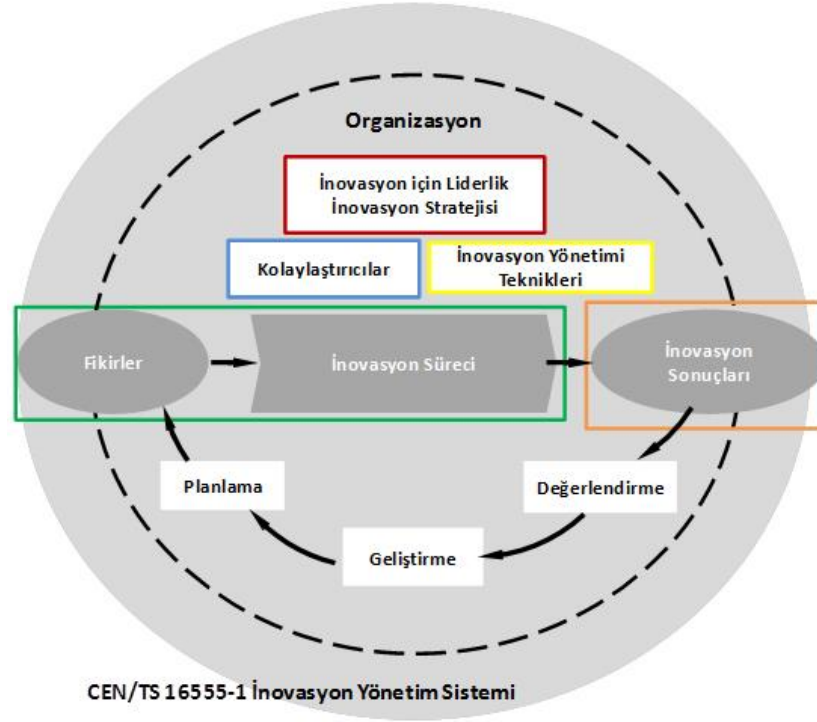 Organizasyon
İnovasyon için Liderlik
İnovasyon Stratejisi
Kolaylaştırıcılar
İnovasyon Yönetimi
Teknikleri
Fikirler
İnovasyon Süreci
İnovasyon
Sonuçları
Planlama
Değerlendirme
Geliştirme
CEN/TS 16555-1 İnovasyon Yönetim Sistemi